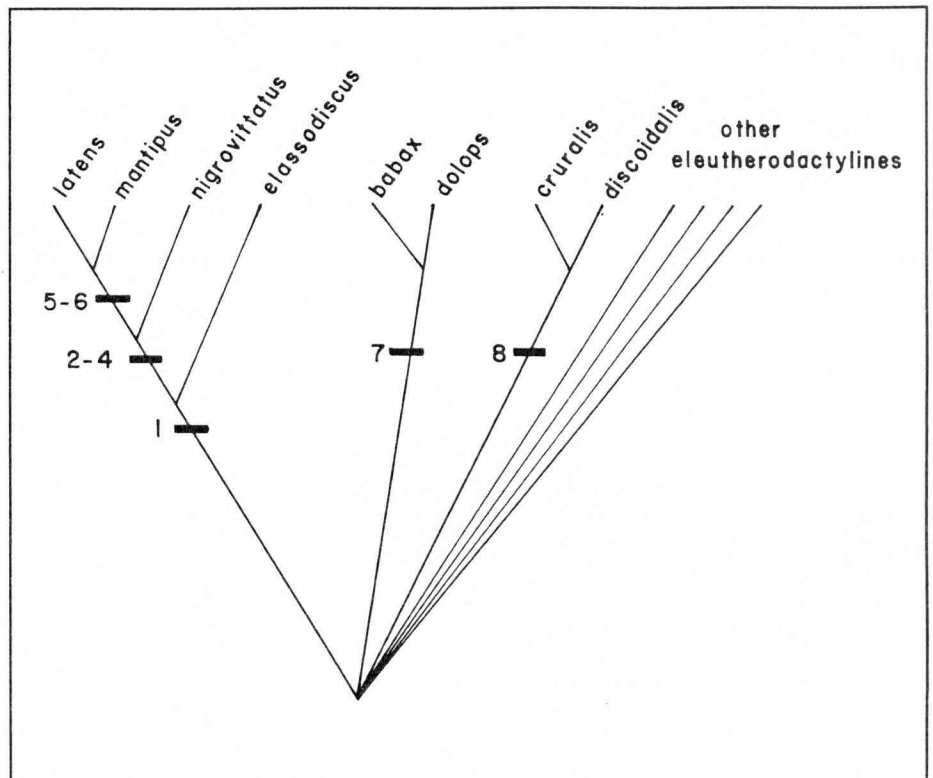 latens
mantipus
nigrovittatus
elassodiscus
babax
dolops
cruralis
discoidalis
other
eleutherodactylines
5-6
2-4
1
7
8